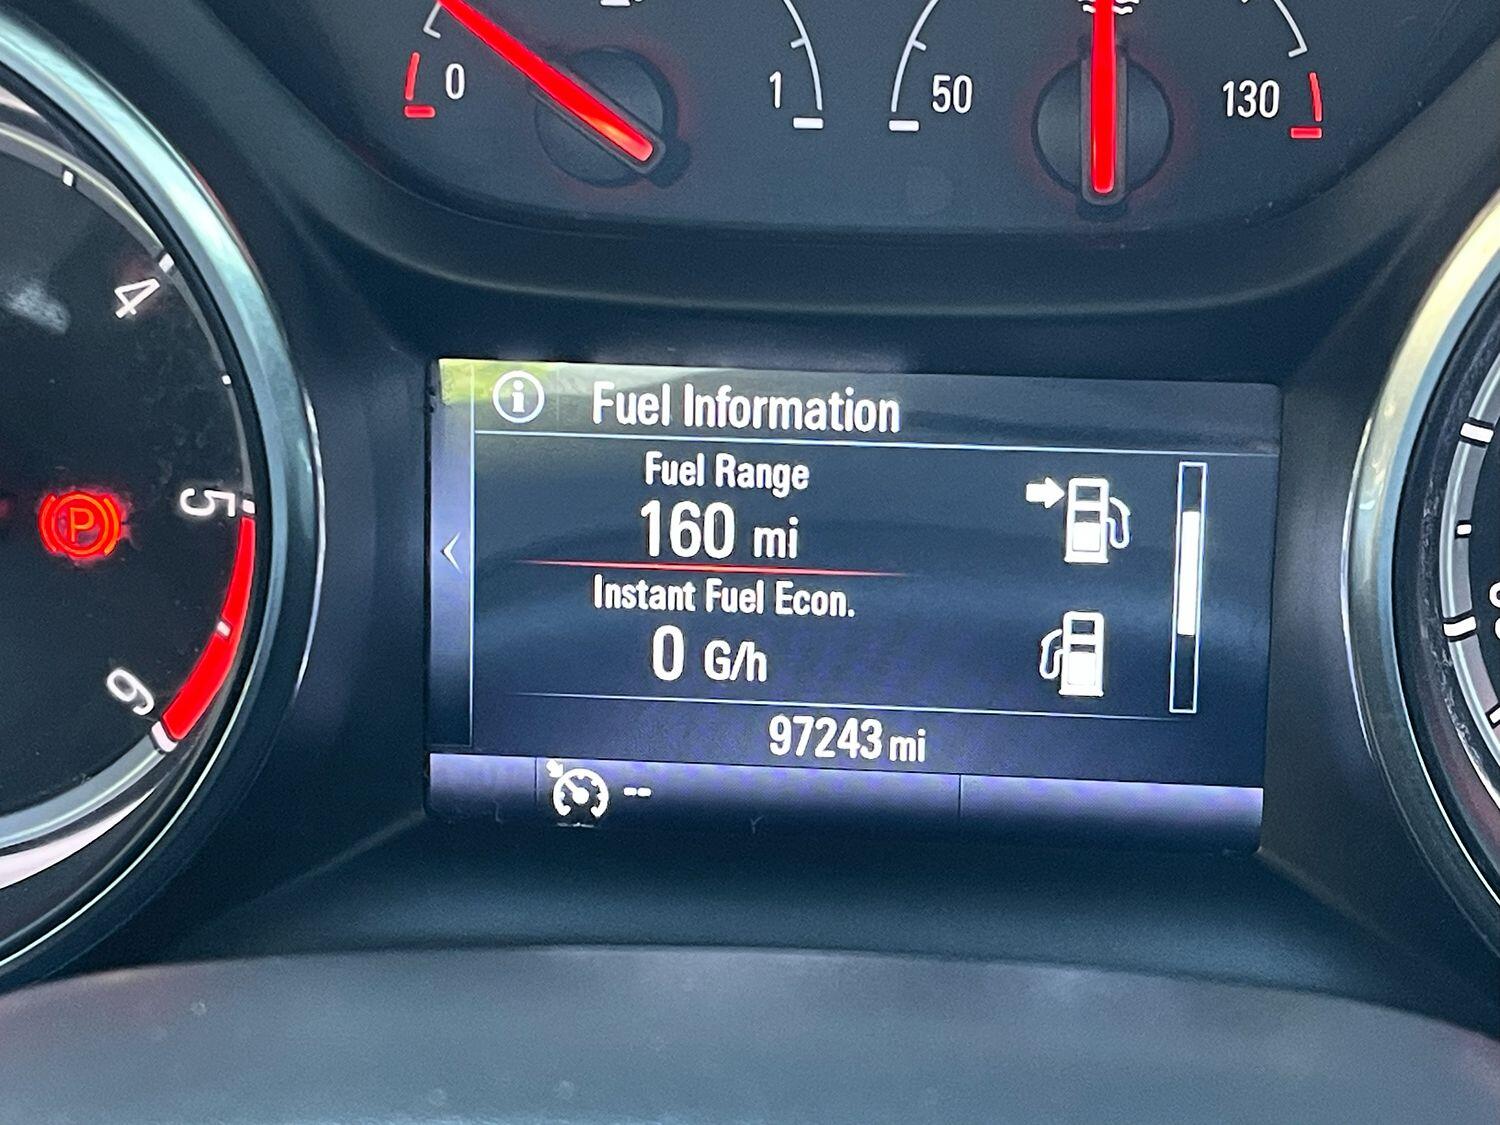 0 1 50 130
Fuel Information
4
Fuel Range
5
160 mi
P
Instant Fuel Econ.
0 G/h
6
97243 mi
--